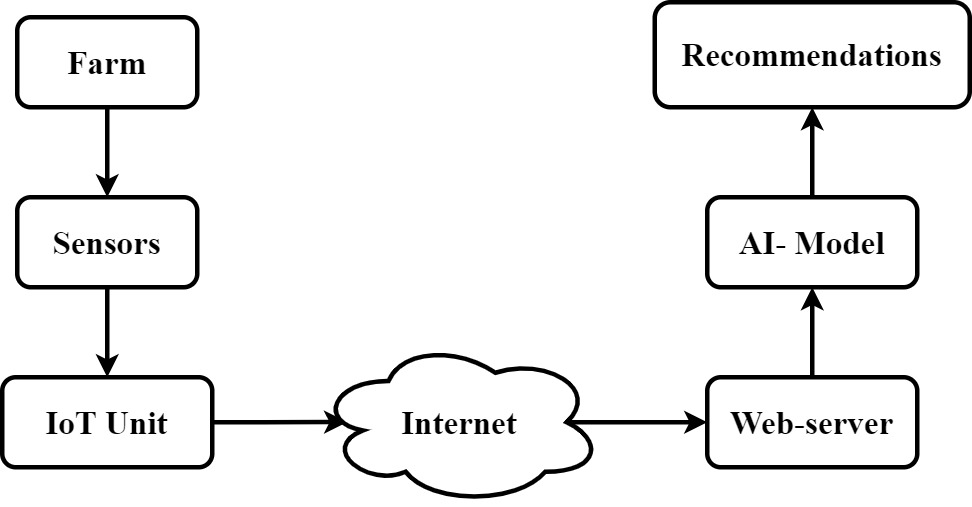 Farm
Sensors
IoT Unit
Internet
Web-server
AI- Model
Recommendations